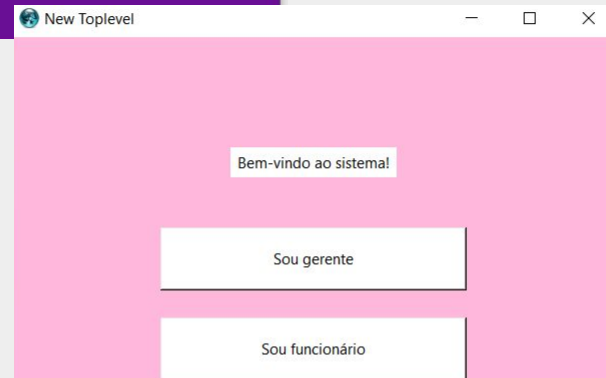 New Toplevel
Bem-vindo ao sistema!
Sou gerente
Sou funcionário